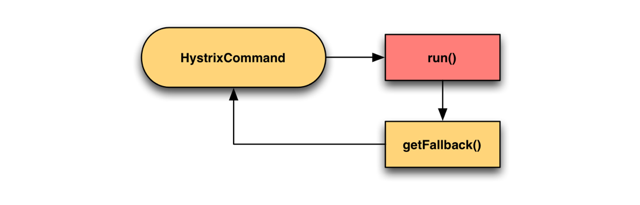 HystrixCommand
run()
getFallback()